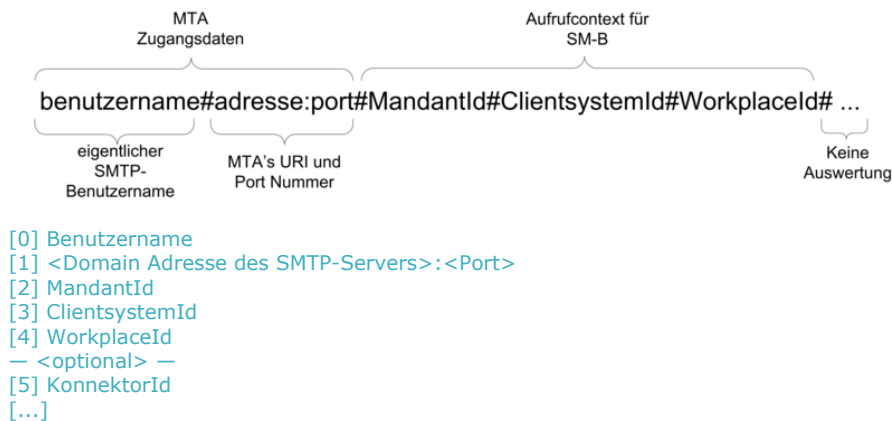 MTA
Zugangsdaten
Aufrufcontext für
SM-B
benutzername#adresse:port#MandantId#ClientsystemId#WorkplaceId# ...
eigentlicher
SMTP-
Benutzername
MTA's URI und
Port Nummer
Keine
Auswertung
[0] Benutzername
[1] <Domain Adresse des SMTP-Servers>:<Port>
[2] MandantId
[3] ClientsystemId
[4] WorkplaceId
— <optional> —
[5] KonnektorId
[...]